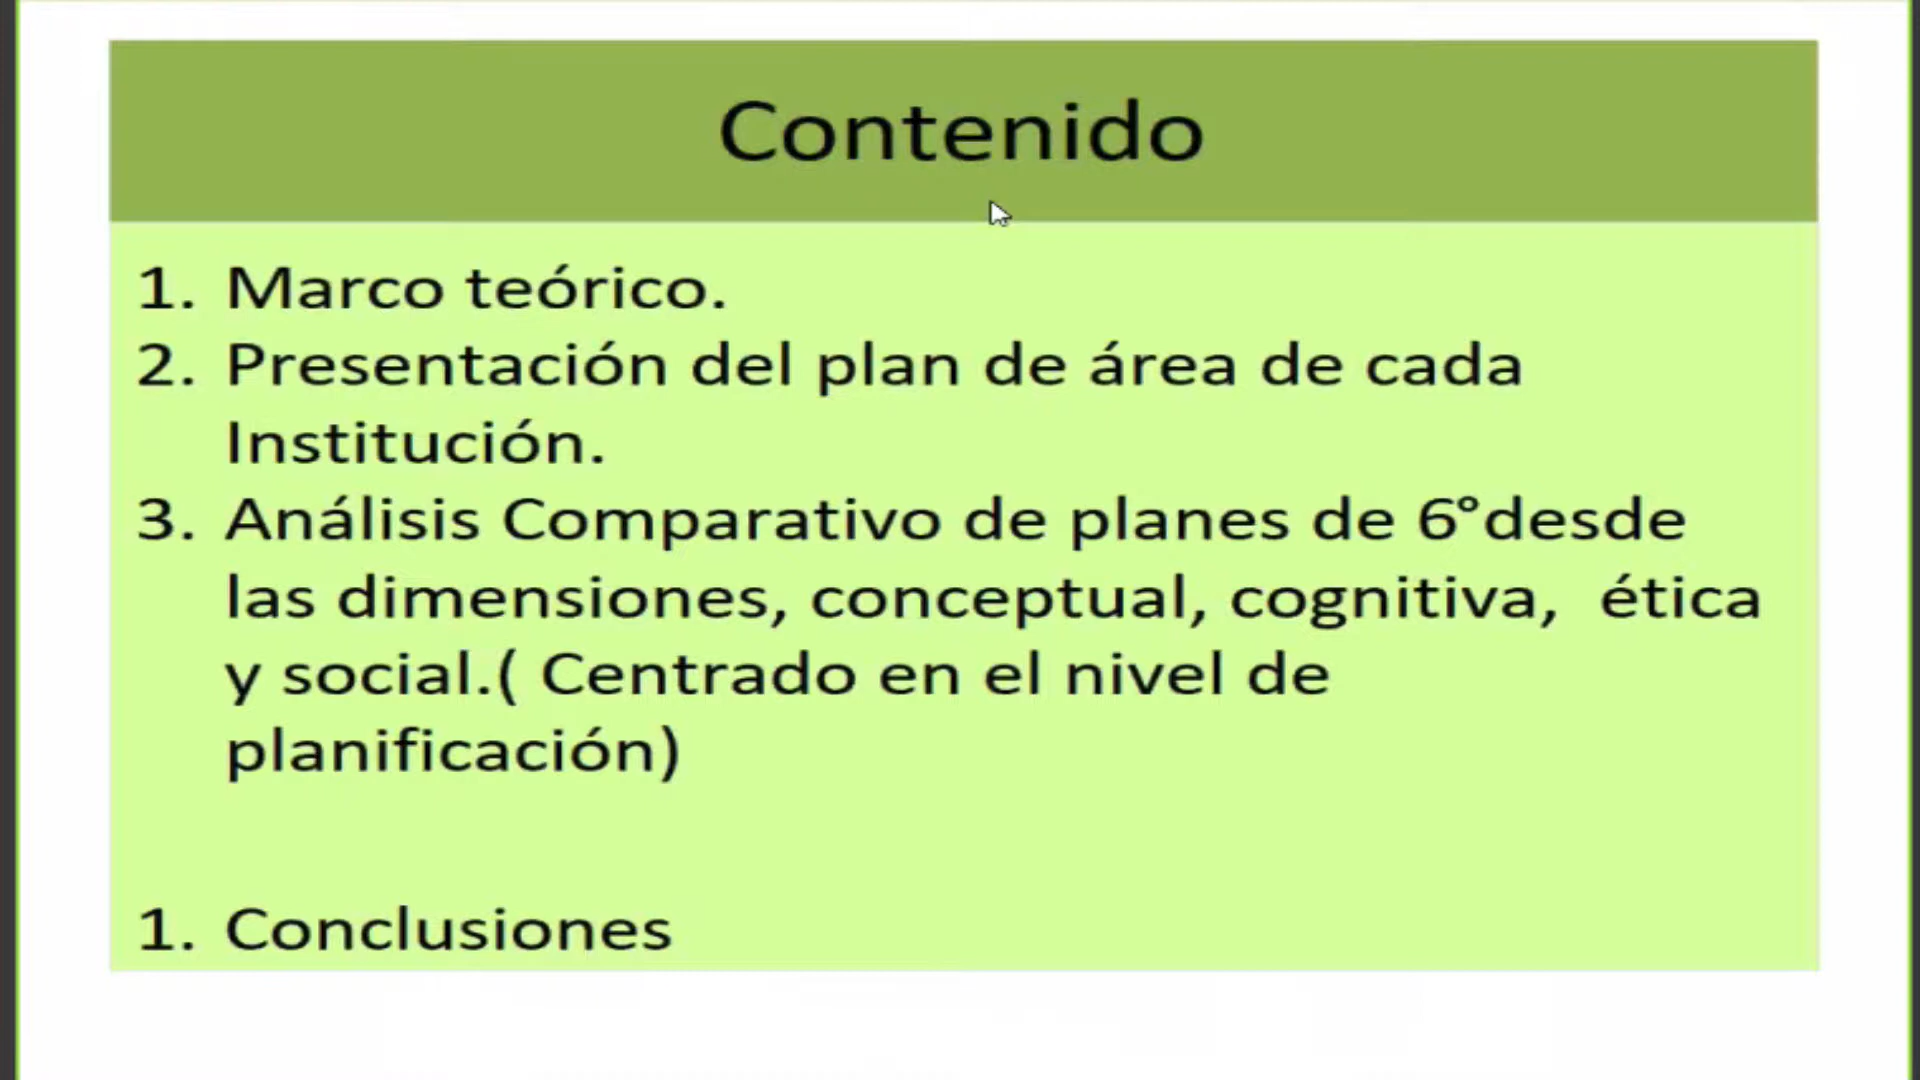 Contenido
1. Marco teórico.
2. Presentación del plan de área de cada
Institución.
3. Análisis Comparativo de planes de 6°desde
las dimensiones, conceptual, cognitiva,  ética
y social.( Centrado en el nivel de
planificación)
1. Conclusiones